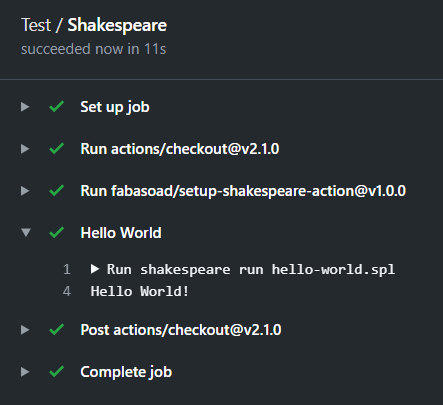 Test / Shakespeare
succeeded now in 11s
Set up job
Run actions/checkout@v2.1.0
Run fabasoad/setup-shakespeare-action@v1.0.0
Hello World
1 Run shakespeare run hello-world.spl
4 Hello World!
Post actions/checkout@v2.1.0
Complete job